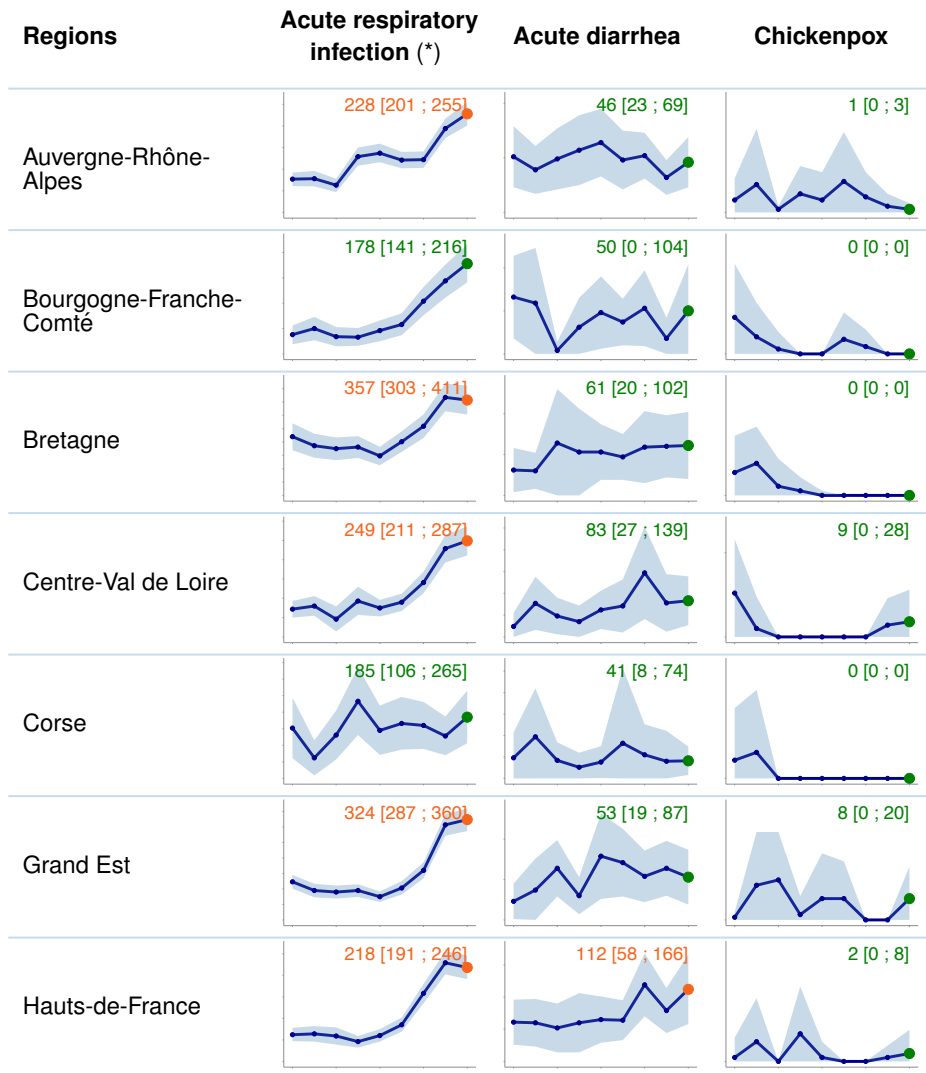 Regions
Acute respiratory
infection (*)
Acute diarrhea
Chickenpox
Auvergne-Rhône-
Alpes
228 [201 ; 255]
46 [23 ; 69]
1 [0 ; 3]
Bourgogne-Franche-
Comté
178 [141 ; 216]
50 [0 ; 104]
0 [0 ; 0]
Bretagne
357 [303 ; 411]
61 [20 ; 102]
0 [0 ; 0]
Centre-Val de Loire
249 [211 ; 287]
83 [27 ; 139]
9 [0 ; 28]
Corse
185 [106 ; 265]
41 [8 ; 74]
0 [0 ; 0]
Grand Est
324 [287 ; 360]
53 [19 ; 87]
8 [0 ; 20]
Hauts-de-France
218 [191 ; 246]
112 [58 ; 166]
2 [0 ; 8]